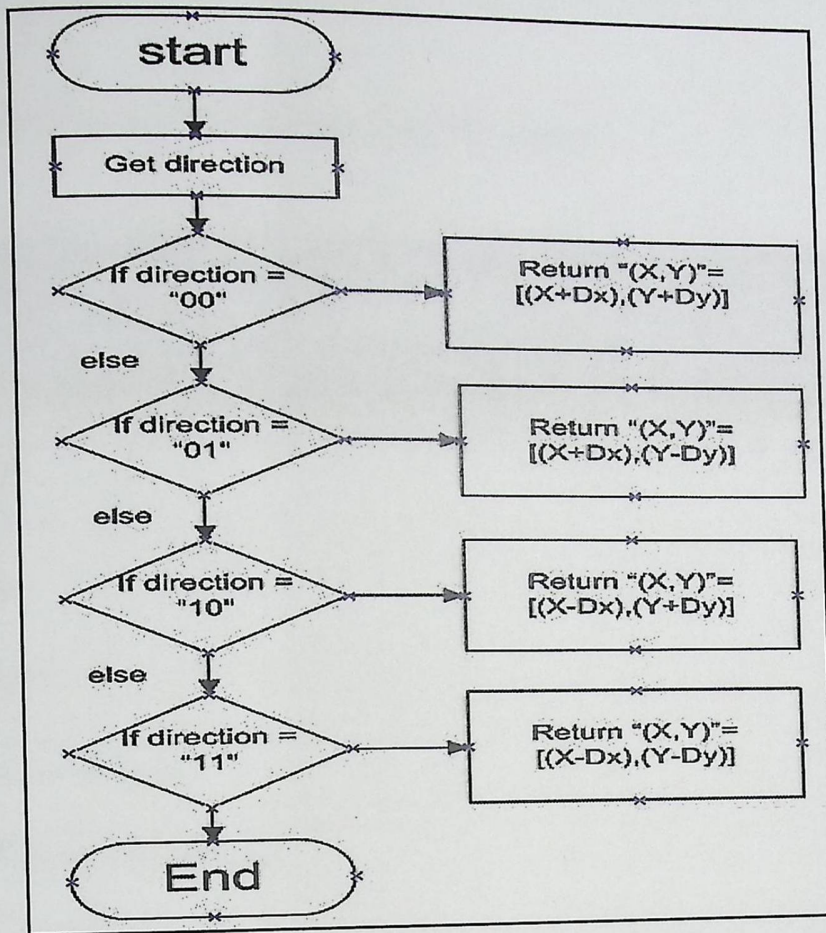 start
Get direction
If direction =
"00"
Return "(X,Y)"=
[(X+Dx),(Y+Dy)]
else
If direction =
"01"
Return "(X,Y)"=
[(X+Dx),(Y-Dy)]
else
If direction =
"10"
Return "(X,Y)"=
[(X-Dx),(Y+Dy)]
else
If direction =
"11"
Return "(X,Y)"=
[(X-Dx),(Y-Dy)]
End